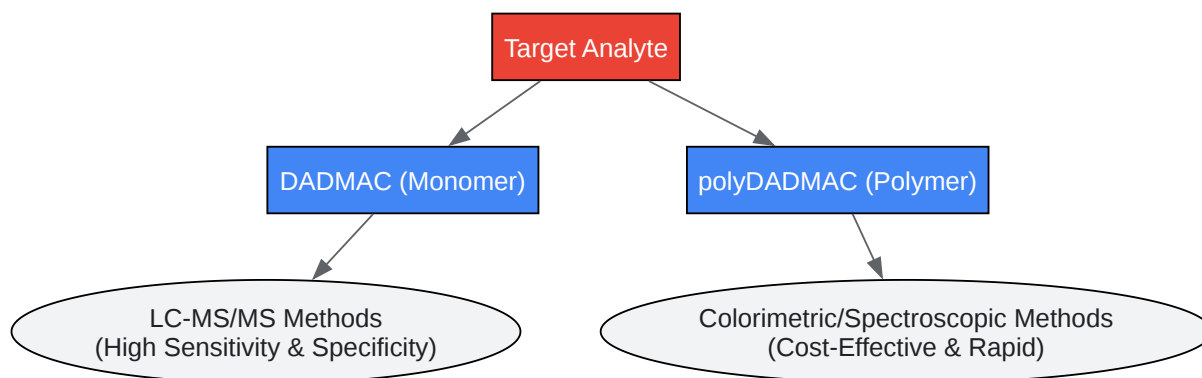 Target Analyte
DADMAC (Monomer)
polyDADMAC (Polymer)
LC-MS/MS Methods
(High Sensitivity & Specificity)
Colorimetric/Spectroscopic Methods
(Cost-Effective & Rapid)